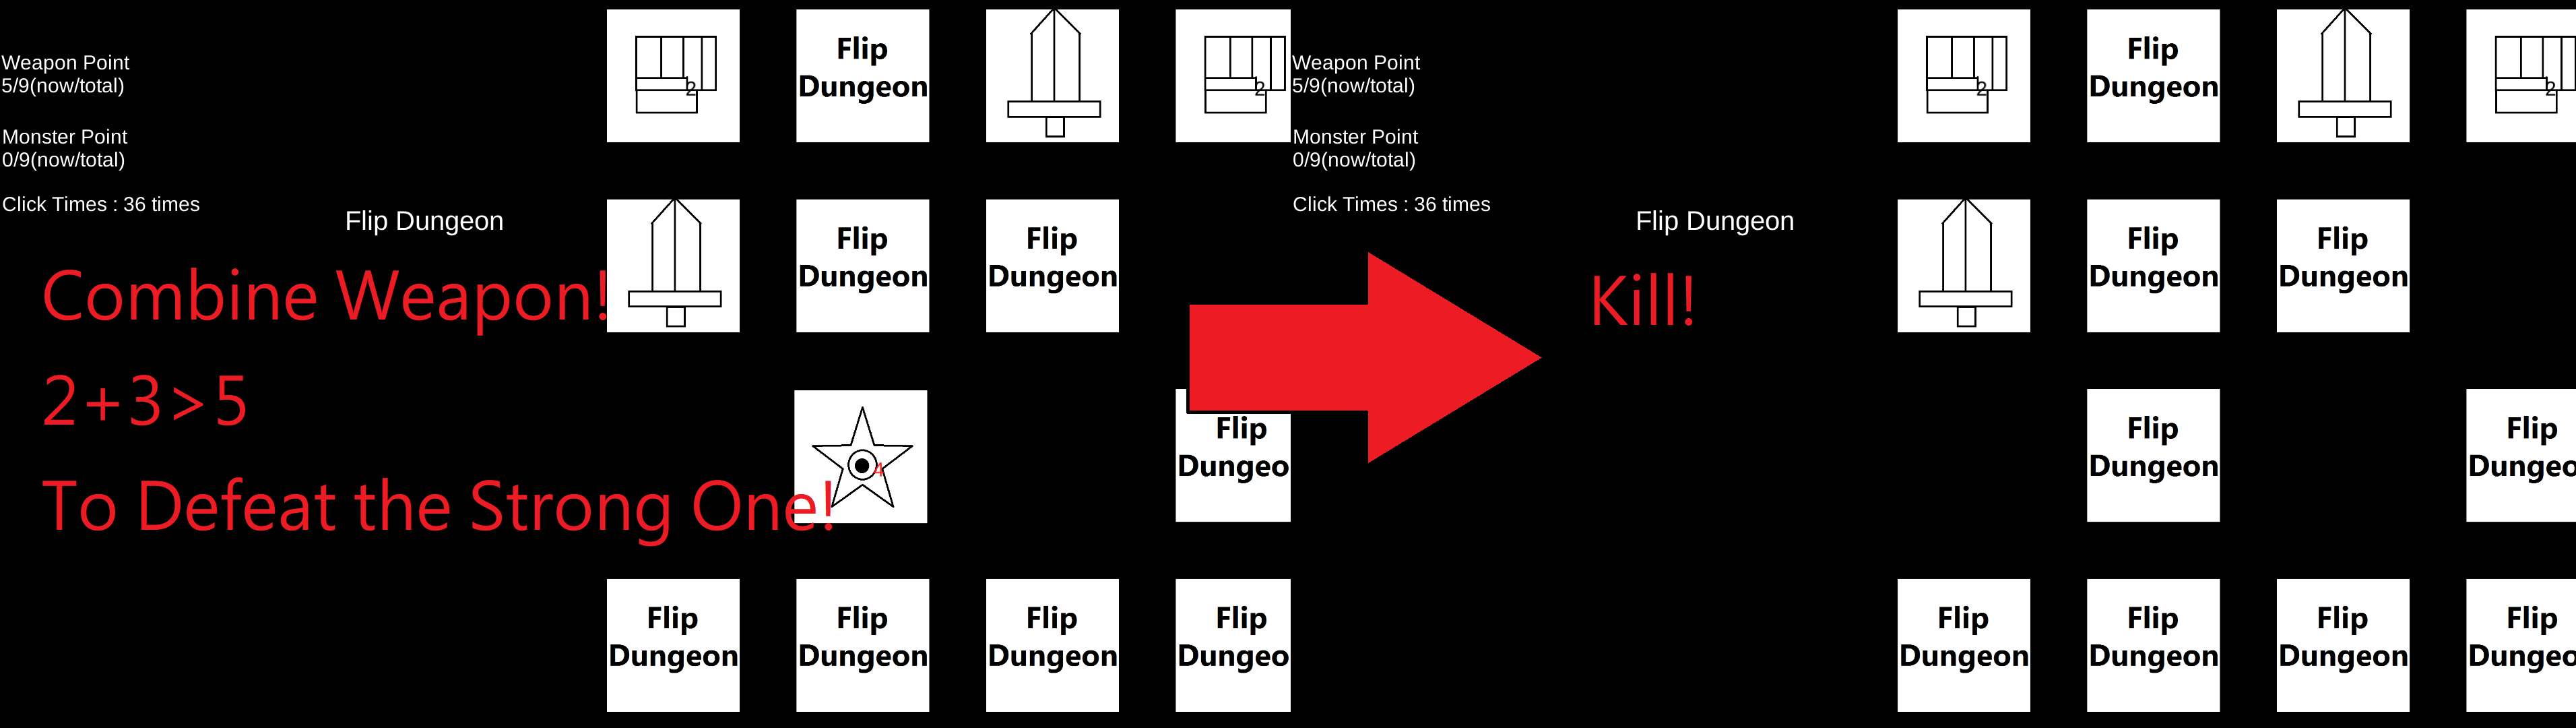 Flip
Dungeon
2
2
Weapon Point
5/9(now/total)
Monster Point
0/9(now/total)
Click Times : 36 times
Flip Dungeon
Flip
Dungeon
Flip
Dungeon
Combine Weapon!
2+3>5
To Defeat the Strong One!
4
Flip
Dungeo
Flip
Dungeon
Flip
Dungeon
Flip
Dungeon
Flip
Dungeo
Weapon Point
5/9(now/total)
Monster Point
0/9(now/total)
Click Times : 36 times
Flip Dungeon
Kill!
2
Flip
Dungeon
2
Flip
Dungeon
Flip
Dungeon
Flip
Dungeon
Flip
Dungeo
Flip
Dungeon
Flip
Dungeon
Flip
Dungeon
Flip
Dungeo